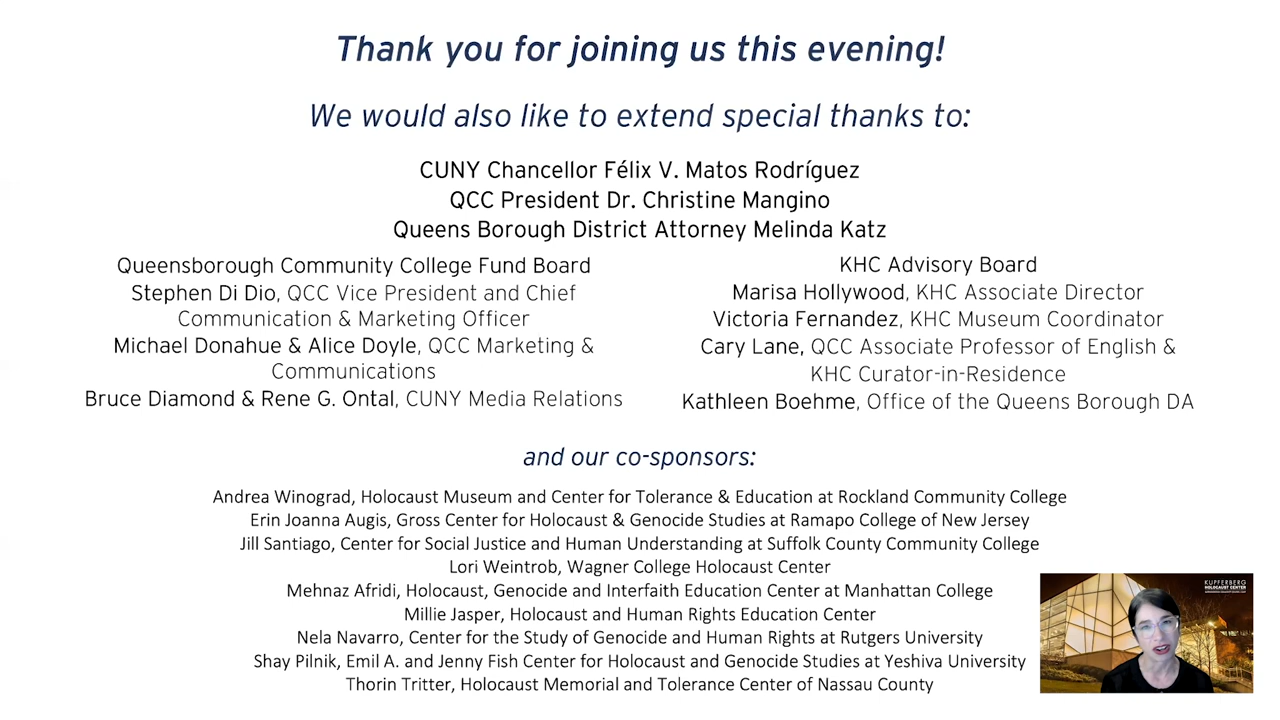 Thank you for joining us this evening!
We would also like to extend special thanks to:
CUNY Chancellor Félix V. Matos Rodríguez
QCC President Dr. Christine Mangino
Queens Borough District Attorney Melinda Katz
Queensborough Community College Fund Board
Stephen Di Dio, QCC Vice President and Chief
Communication & Marketing Officer
Michael Donahue & Alice Doyle, QCC Marketing &
Communications
Bruce Diamond & Rene G. Ontal, CUNY Media Relations
KHC Advisory Board
Marisa Hollywood, KHC Associate Director
Victoria Fernandez, KHC Museum Coordinator
Cary Lane, QCC Associate Professor of English &
KHC Curator-in-Residence
Kathleen Boehme, Office of the Queens Borough DA
and our co-sponsors:
Andrea Winograd, Holocaust Museum and Center for Tolerance & Education at Rockland Community College
Erin Joanna Augis, Gross Center for Holocaust & Genocide Studies at Ramapo College of New Jersey
Jill Santiago, Center for Social Justice and Human Understanding at Suffolk County Community College
Lori Weintrob, Wagner College Holocaust Center
Mehnaz Afridi, Holocaust, Genocide and Interfaith Education Center at Manhattan College
Millie Jasper, Holocaust and Human Rights Education Center
Nela Navarro, Center for the Study of Genocide and Human Rights at Rutgers University
Shay Pilnik, Emil A. and Jenny Fish Center for Holocaust and Genocide Studies at Yeshiva University
Thorin Tritter, Holocaust Memorial and Tolerance Center of Nassau County
KUPFERBERG
HOLOCAUST CENTER